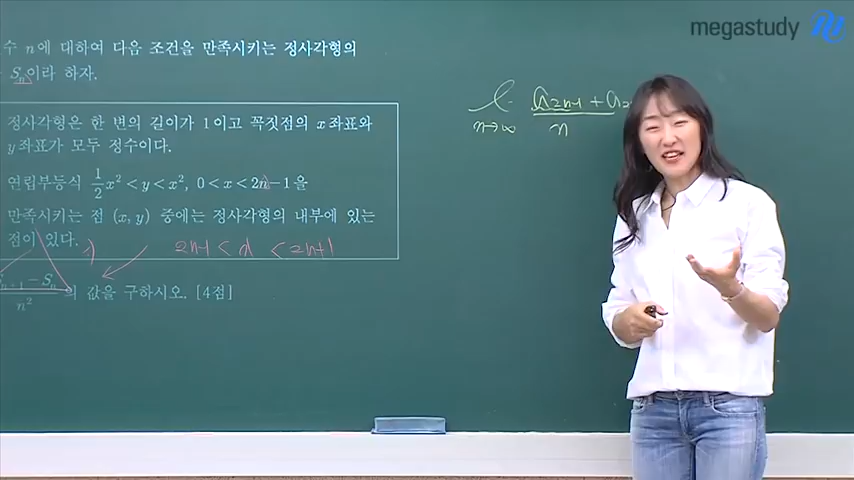 megastudy
수 n에 대하여 다음 조건을 만족시키는 정사각형의
Sₙ이라 하자.
정사각형은 한 변의 길이가 1이고 꼭짓점의 x좌표와
y좌표가 모두 정수이다.
연립부등식 1/2x² < y < x², 0 < x < 2n−1을
만족시키는 점 (x, y) 중에는 정사각형의 내부에 있는
점이 있다.
2n-1 < x < 2n+1
n+1 − Sₙ / n² 의 값을 구하시오. [4점]
n→∞ a2n-1 + a2 / n